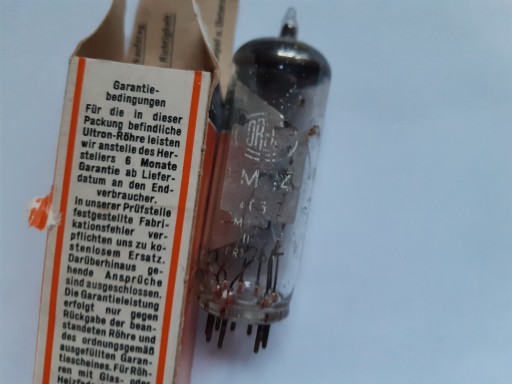 Garantie-
bedingungen
Für die in dieser
Packung befindliche
Ultron-Röhre leisten
wir anstelle des Her-
stellers 6 Monate
Garantie ab Liefer-
datum an den End-
verbraucher.
In unserer Prüfstelle
festgestellte Fabri-
kationsfehler ver-
pflichten uns zu ko-
stenlosem Ersatz.
Darüberhinaus ge-
hende Ansprüche
sind ausgeschlossen.
Die Garantieleistung
erfolgt nur gegen
Rückgabe der bean-
standeten Röhre und
des ordnungsgemäß
ausgefüllten Garan-
tiescheines. Für Röh-
ren mit Glas- oder